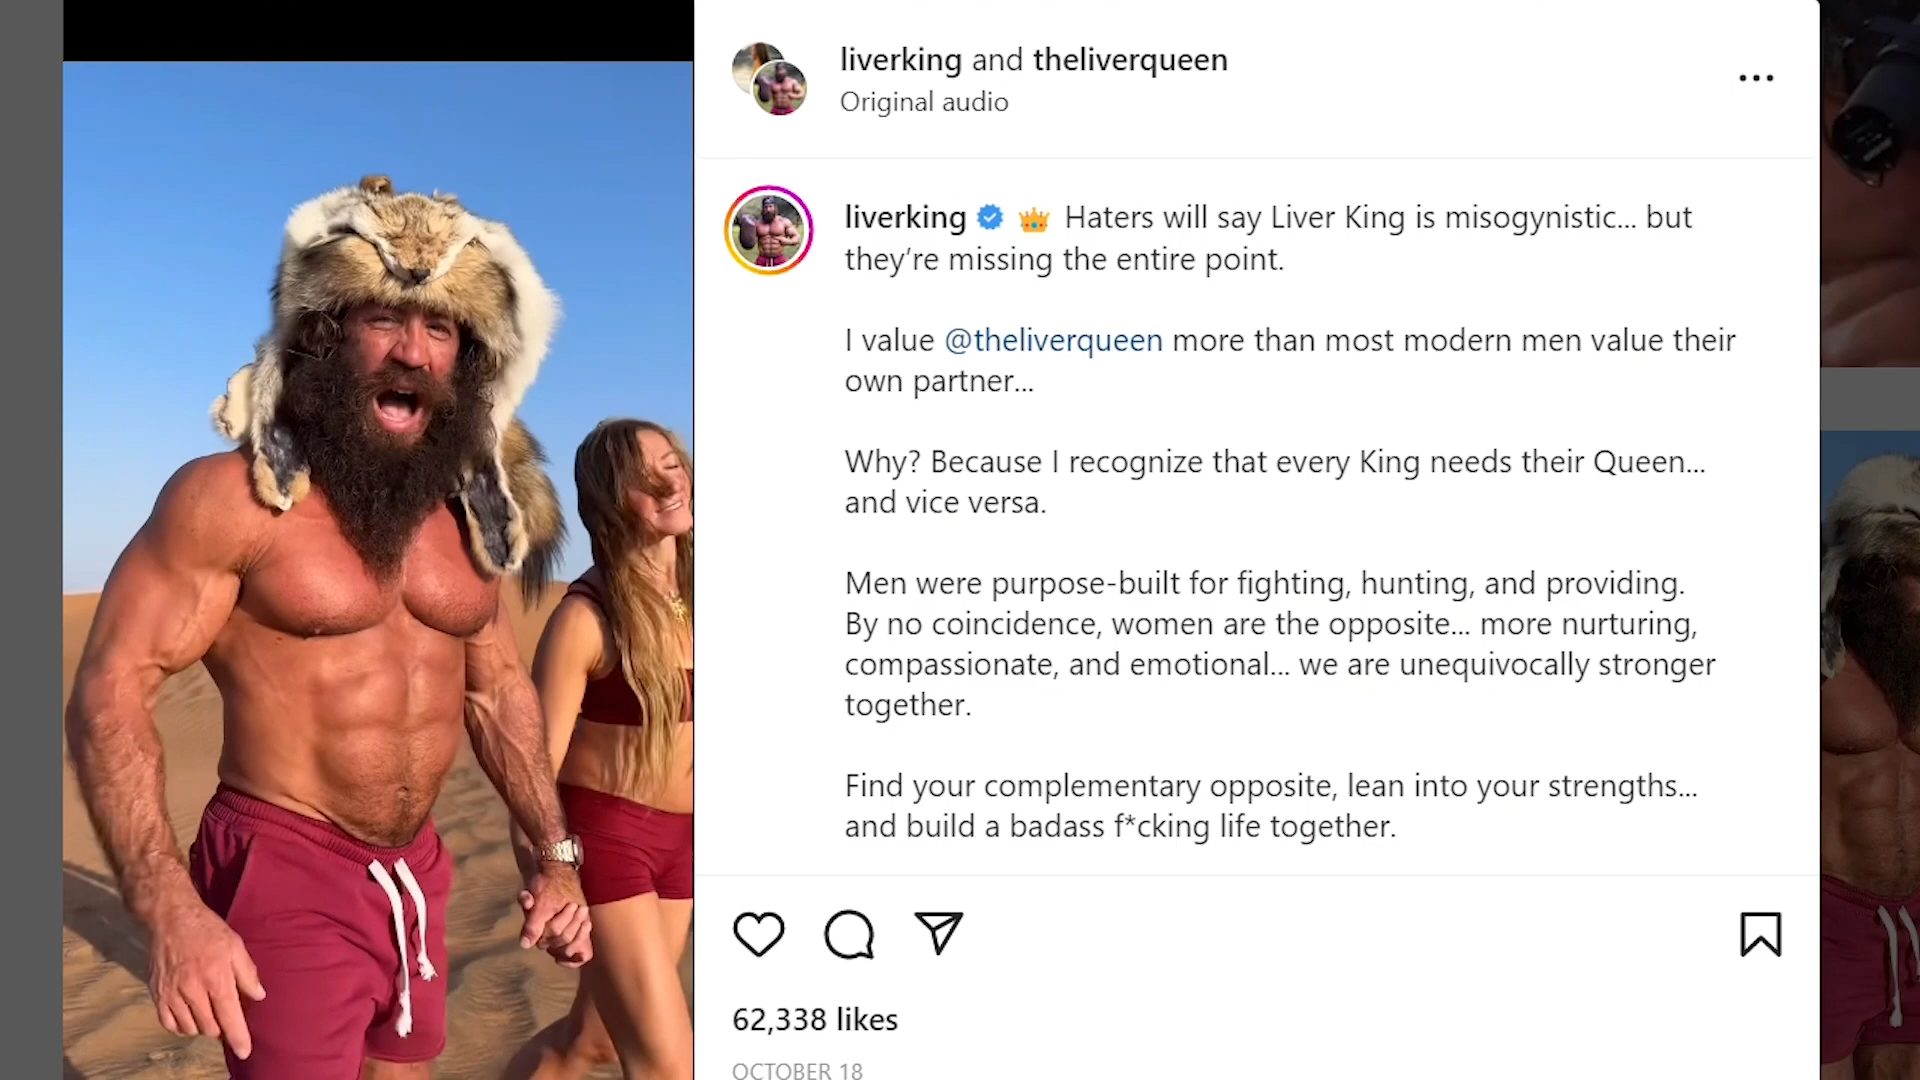 liverking and theliverqueen
Original audio
liverking 👑 Haters will say Liver King is misogynistic... but
they’re missing the entire point.
I value @theliverqueen more than most modern men value their
own partner...
Why? Because I recognize that every King needs their Queen...
and vice versa.
Men were purpose-built for fighting, hunting, and providing.
By no coincidence, women are the opposite... more nurturing,
compassionate, and emotional... we are unequivocally stronger
together.
Find your complementary opposite, lean into your strengths...
and build a badass f*cking life together.
62,338 likes
OCTOBER 18